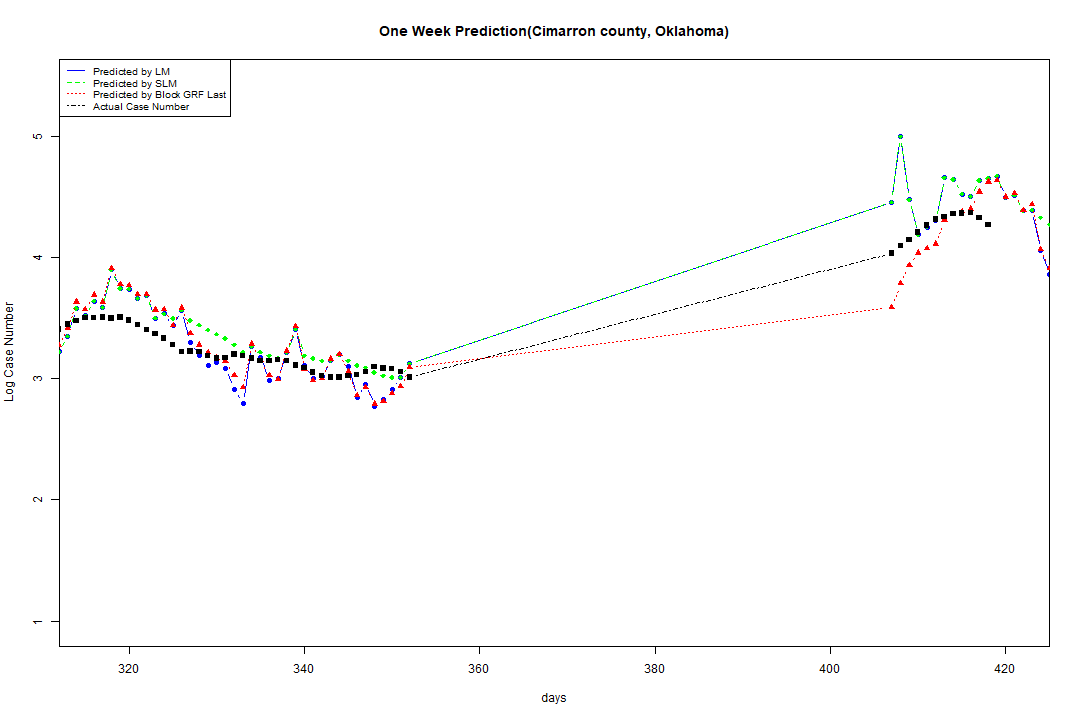 One Week Prediction(Cimarron county, Oklahoma)
Predicted by LM
Predicted by SLM
Predicted by Block GRF Last
Actual Case Number
5
4
3
2
1
Log Case Number
320 340 360 380 400 420
days